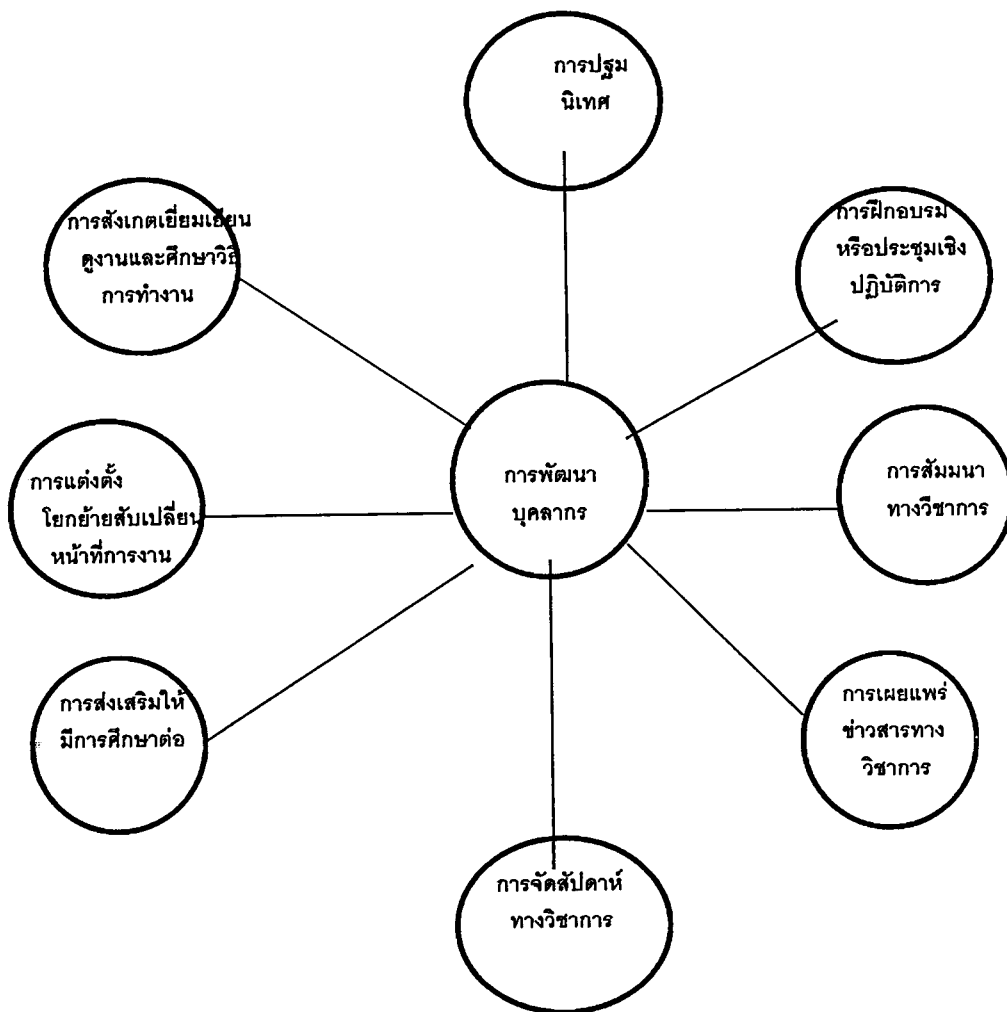 การปฐม
นิเทศ
การสังเกตเยี่ยมเยียน
ดูงานและศึกษาวิธี
การทำงาน
การฝึกอบรม
หรือประชุมเชิง
ปฏิบัติการ
การแต่งตั้ง
โยกย้ายสับเปลี่ยน
หน้าที่การงาน
การพัฒนา
บุคลากร
การสัมมนา
ทางวิชาการ
การส่งเสริมให้
มีการศึกษาต่อ
การเผยแพร่
ข่าวสารทาง
วิชาการ
การจัดสัปดาห์
ทางวิชาการ